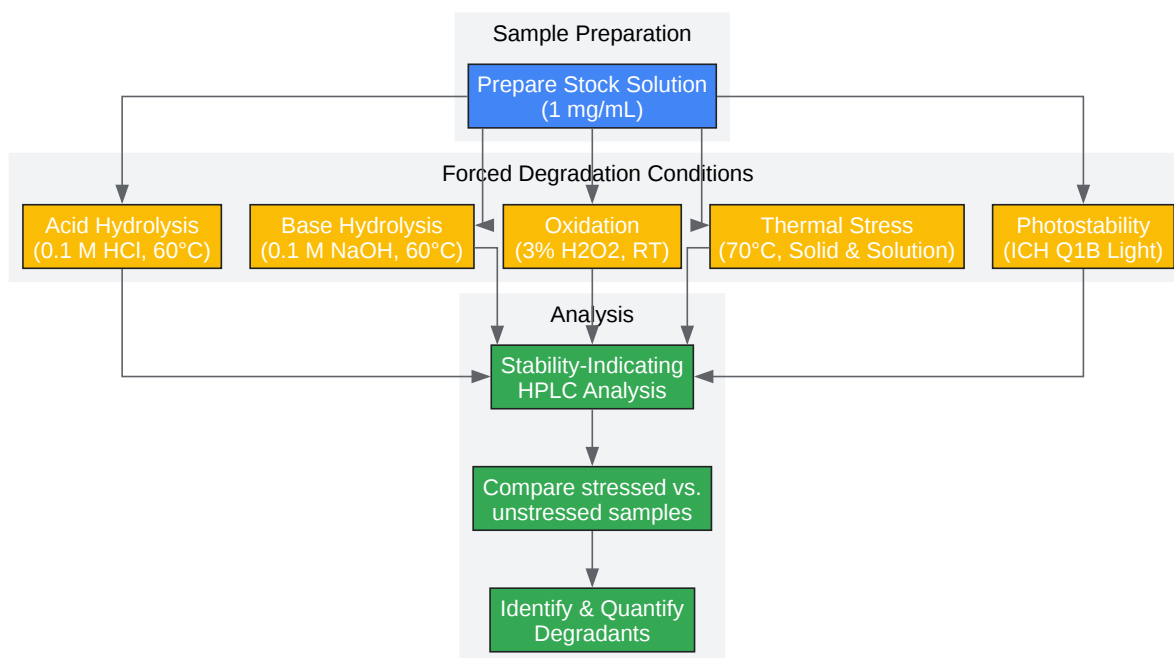 Sample Preparation
Prepare Stock Solution
(1 mg/mL)
Forced Degradation Conditions
Acid Hydrolysis
(0.1 M HCl, 60°C)
Base Hydrolysis
(0.1 M NaOH, 60°C)
Oxidation
(3% H2O2, RT)
Thermal Stress
(70°C, Solid & Solution)
Photostability
(ICH Q1B Light)
Analysis
Stability-Indicating
HPLC Analysis
Compare stressed vs.
unstressed samples
Identify & Quantify
Degradants